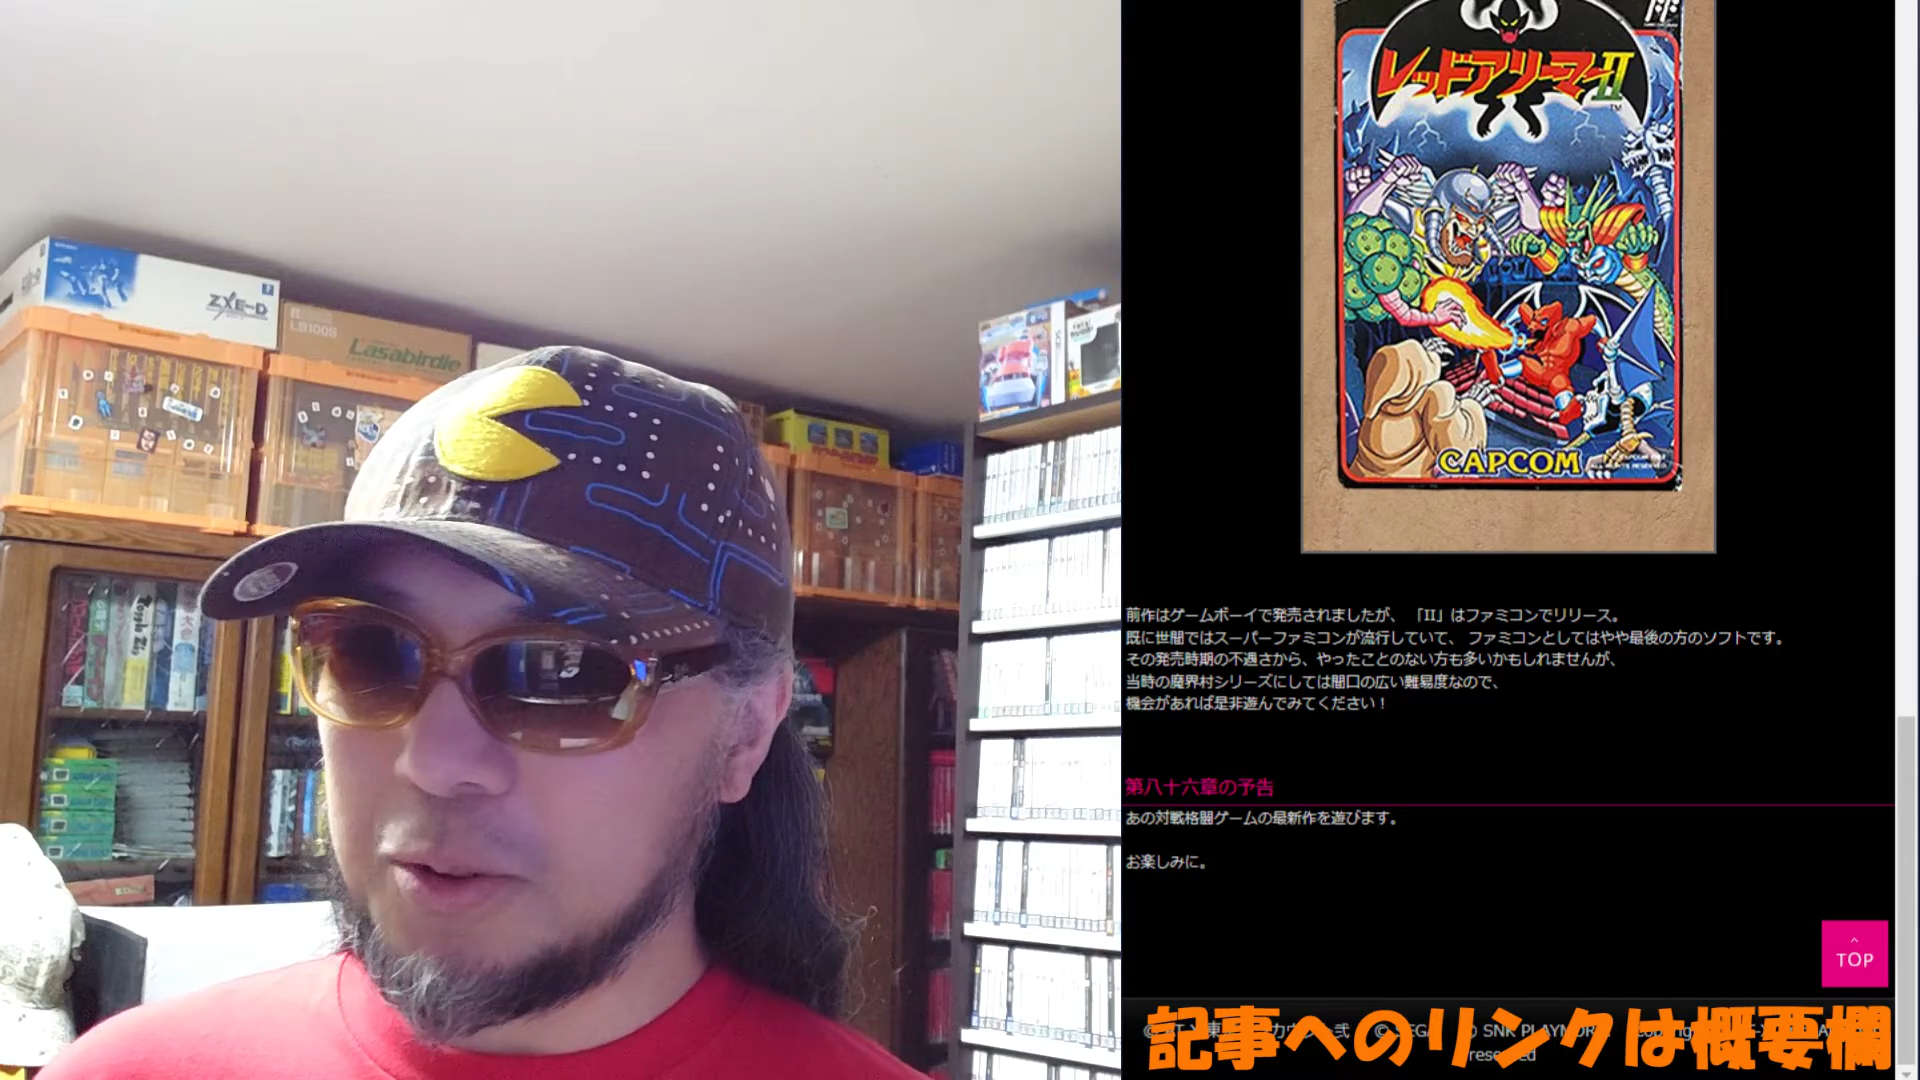 ZXE-D
LB100S
Lasabirdie
レッドアリーマーII
TM
CAPCOM
前作はゲームボーイで発売されましたが、「II」はファミコンでリリース。
既に世間ではスーパーファミコンが流行していて、ファミコンとしてはやや最後の方のソフトです。
その発売時期の不遇さから、やったことのない方も多いかもしれませんが、
当時の魔界村シリーズにしては間口の広い難易度なので、
機会があれば是非遊んでみてください！
第八十六章の予告
あの対戦格闘ゲームの最新作を遊びます。
お楽しみに。
TOP
記事へのリンクは概要欄